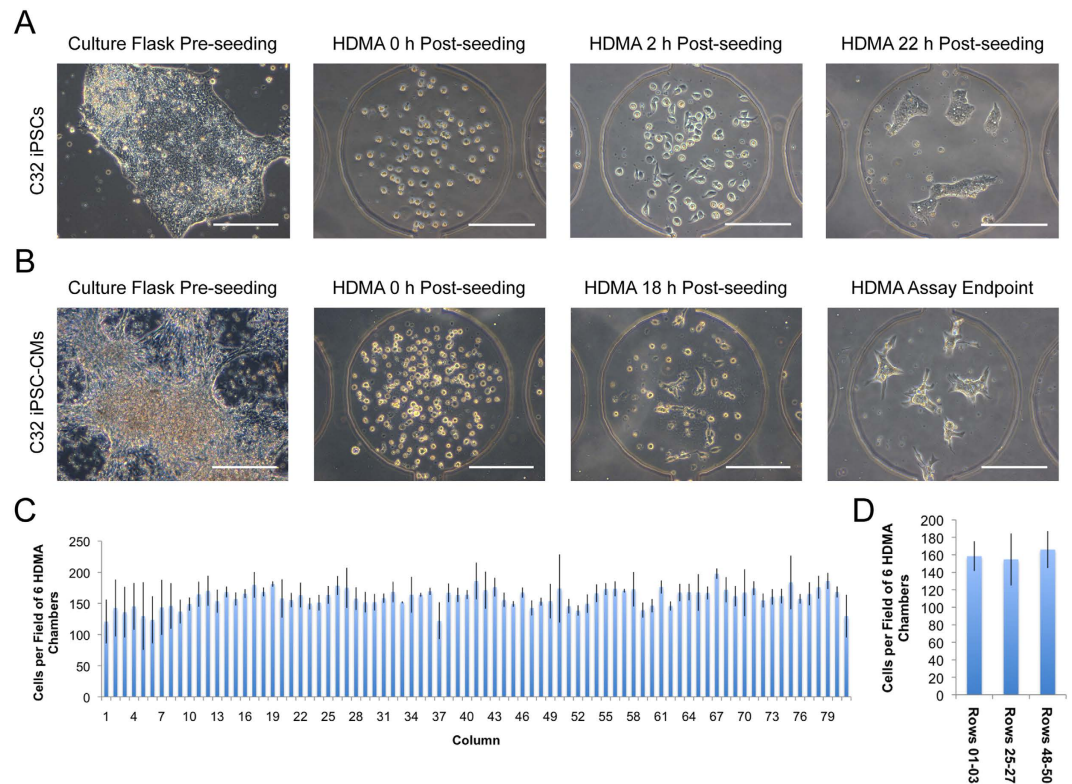 A
Culture Flask Pre-seeding
HDMA 0 h Post-seeding
HDMA 2 h Post-seeding
HDMA 22 h Post-seeding
C32 iPSCs
B
Culture Flask Pre-seeding
HDMA 0 h Post-seeding
HDMA 18 h Post-seeding
HDMA Assay Endpoint
C32 iPSC-CMs
C
Cells per Field of 6 HDMA
Chambers
250
200
150
100
50
0
1 4 7 10 13 16 19 22 25 28 31 34 37 40 43 46 49 52 55 58 61 64 67 70 73 76 79
Column
D
Cells per Field of 6 HDMA
Chambers
200
180
160
140
120
100
80
60
40
20
0
Rows 01-03
Rows 25-27
Rows 48-50